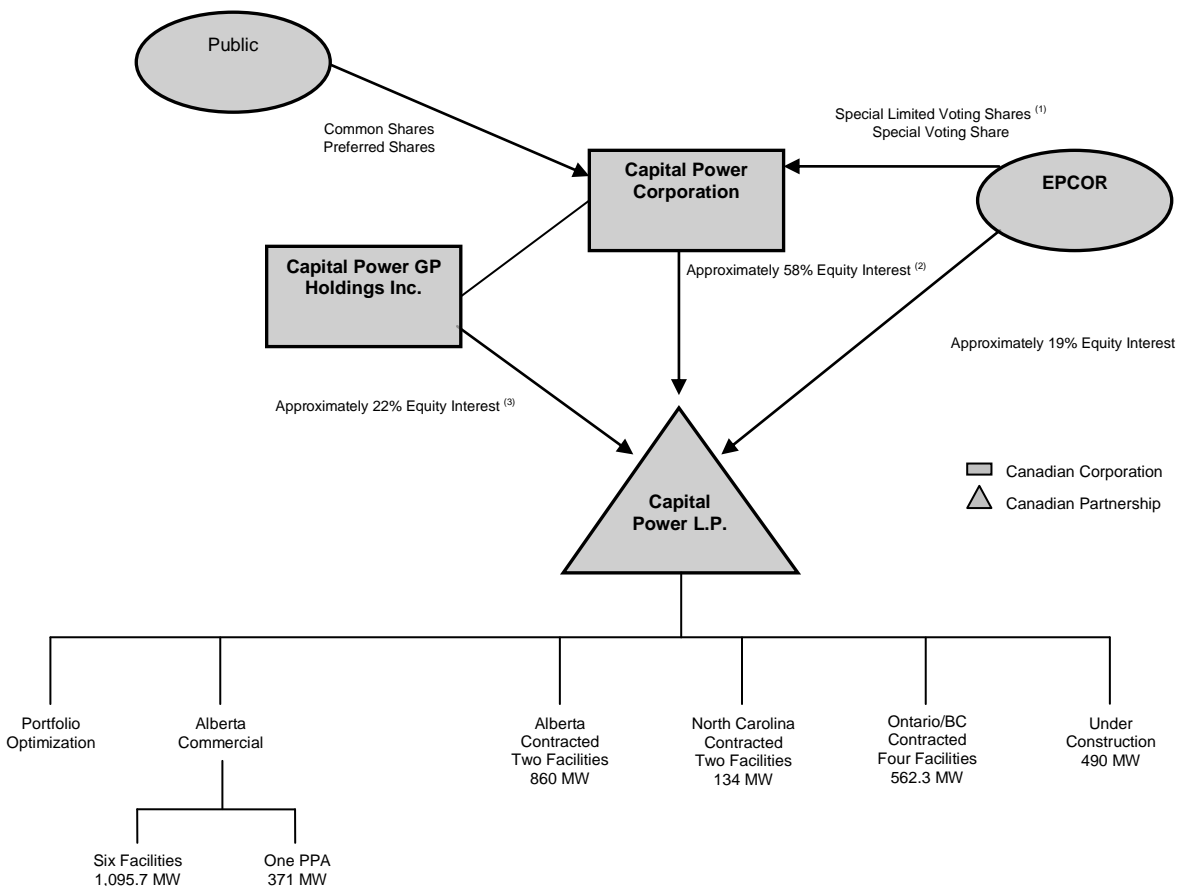 Public
Common Shares
Preferred Shares
Special Limited Voting Shares (1)
Special Voting Share
Capital Power
Corporation
EPCOR
Capital Power GP
Holdings Inc.
Approximately 58% Equity Interest (2)
Approximately 19% Equity Interest
Approximately 22% Equity Interest (3)
Canadian Corporation
Canadian Partnership
Capital
Power L.P.
Portfolio
Optimization
Alberta
Commercial
Alberta
Contracted
Two Facilities
860 MW
North Carolina
Contracted
Two Facilities
134 MW
Ontario/BC
Contracted
Four Facilities
562.3 MW
Under
Construction
490 MW
Six Facilities
1,095.7 MW
One PPA
371 MW